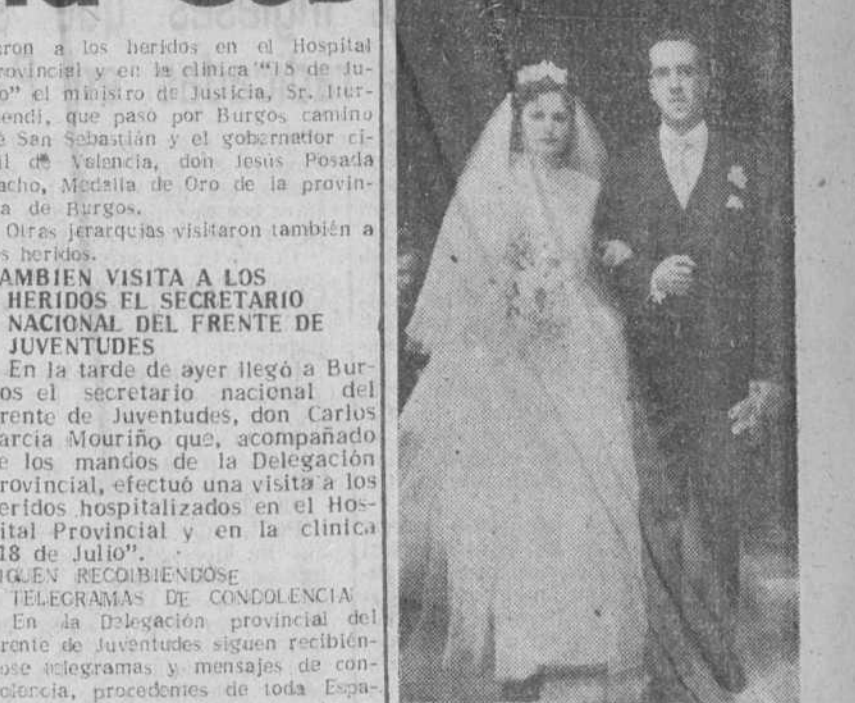 aron a los heridos en el Hospital
rovincial y en la clínica "18 de Ju-
o" el ministro de Justicia, Sr. Itur-
endi, que pasó por Burgos camino
e San Sebastián y el gobernador ci-
il de Valencia, don Jesús Posada
acho, Medalla de Oro de la provin-
a de Burgos.
Otras jerarquías visitaron también a
s heridos.
AMBIEN VISITA A LOS
HERIDOS EL SECRETARIO
NACIONAL DEL FRENTE DE
JUVENTUDES
En la tarde de ayer llegó a Bur-
os el secretario nacional del
rente de Juventudes, don Carlos
arcía Mouriño que, acompañado
e los mandos de la Delegación
rovincial, efectuó una visita a los
eridos hospitalizados en el Hos-
ital Provincial y en la clínica
18 de Julio".
IGUEN RECOIBIENDOSE
TELEGRAMAS DE CONDOLENCIA
En la Delegación provincial del
rente de Juventudes siguen recibién-
ose telegramas y mensajes de con-
olencia, procedentes de toda Espa-